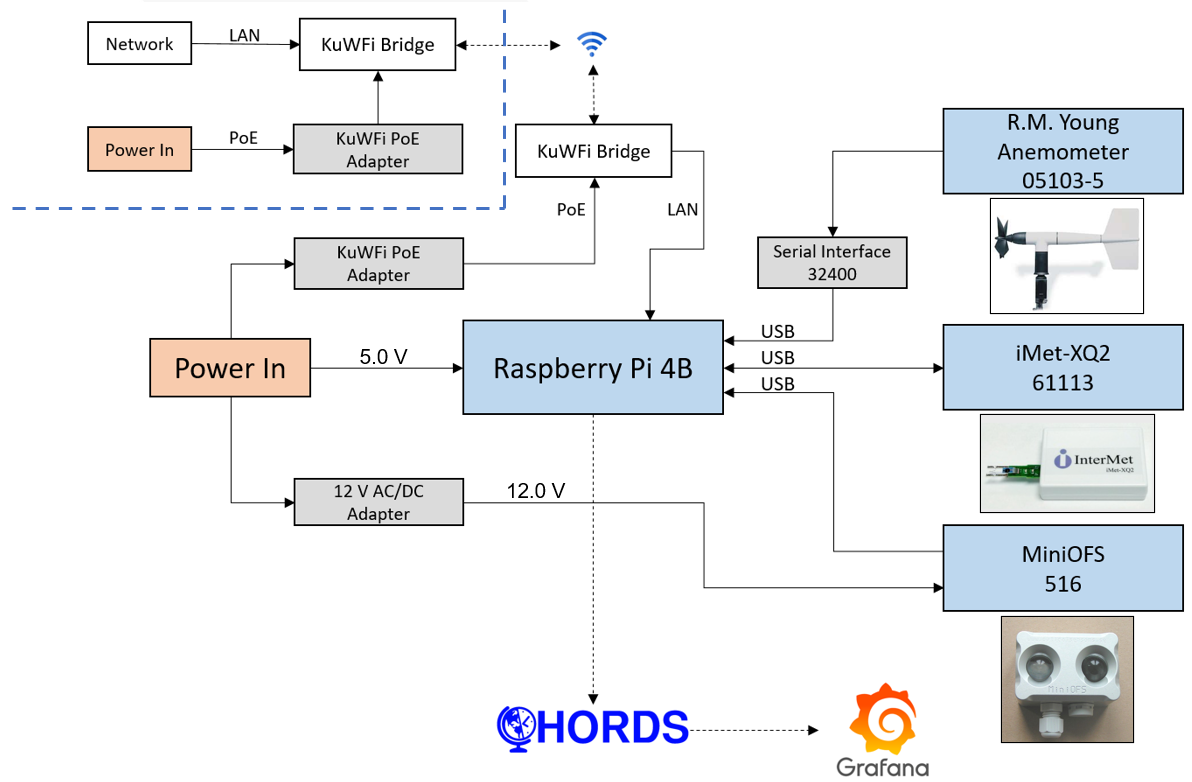 Network
LAN
KuWFi Bridge
Power In
PoE
KuWFi PoE
Adapter
KuWFi Bridge
PoE
LAN
R.M. Young
Anemometer
05103-5
Serial Interface
32400
KuWFi PoE
Adapter
Power In
5.0 V
Raspberry Pi 4B
USB
USB
USB
iMet-XQ2
61113
InterMet
iMet-XQ2
12 V AC/DC
Adapter
12.0 V
MiniOFS
516
MiniOFS
CHORDS
Grafana